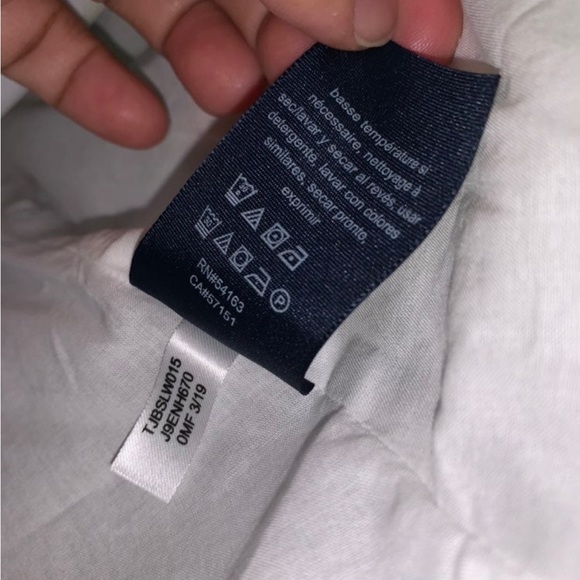 basse température si
nécessaire, nettoyage à
sec/lavar y secar al revés, usar
detergente, lavar con colores
similares, secar pronto,
exprimir
RN#54163
CA#57151
TJBSLW015
J9ENH670
0MF 3/19